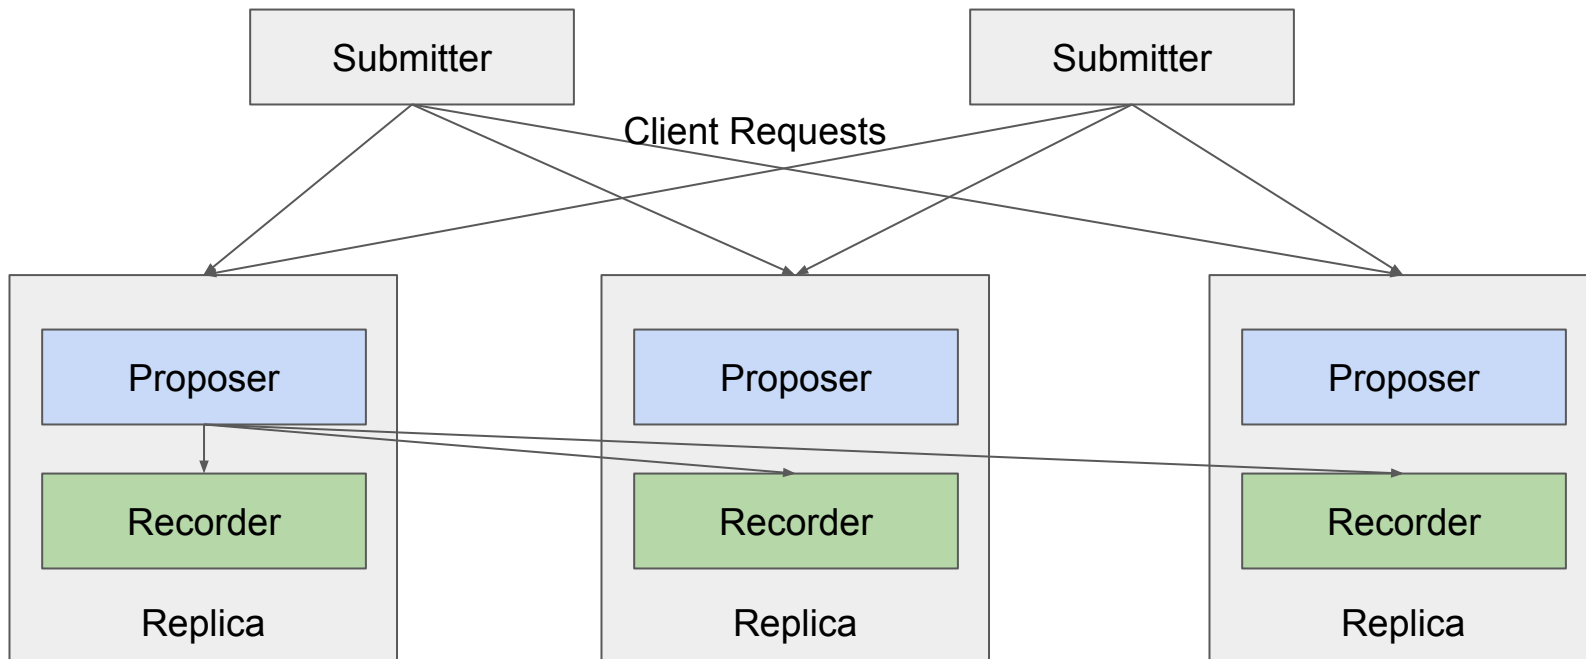 Submitter
Submitter
Client Requests
Proposer
Proposer
Proposer
Recorder
Recorder
Recorder
Replica
Replica
Replica